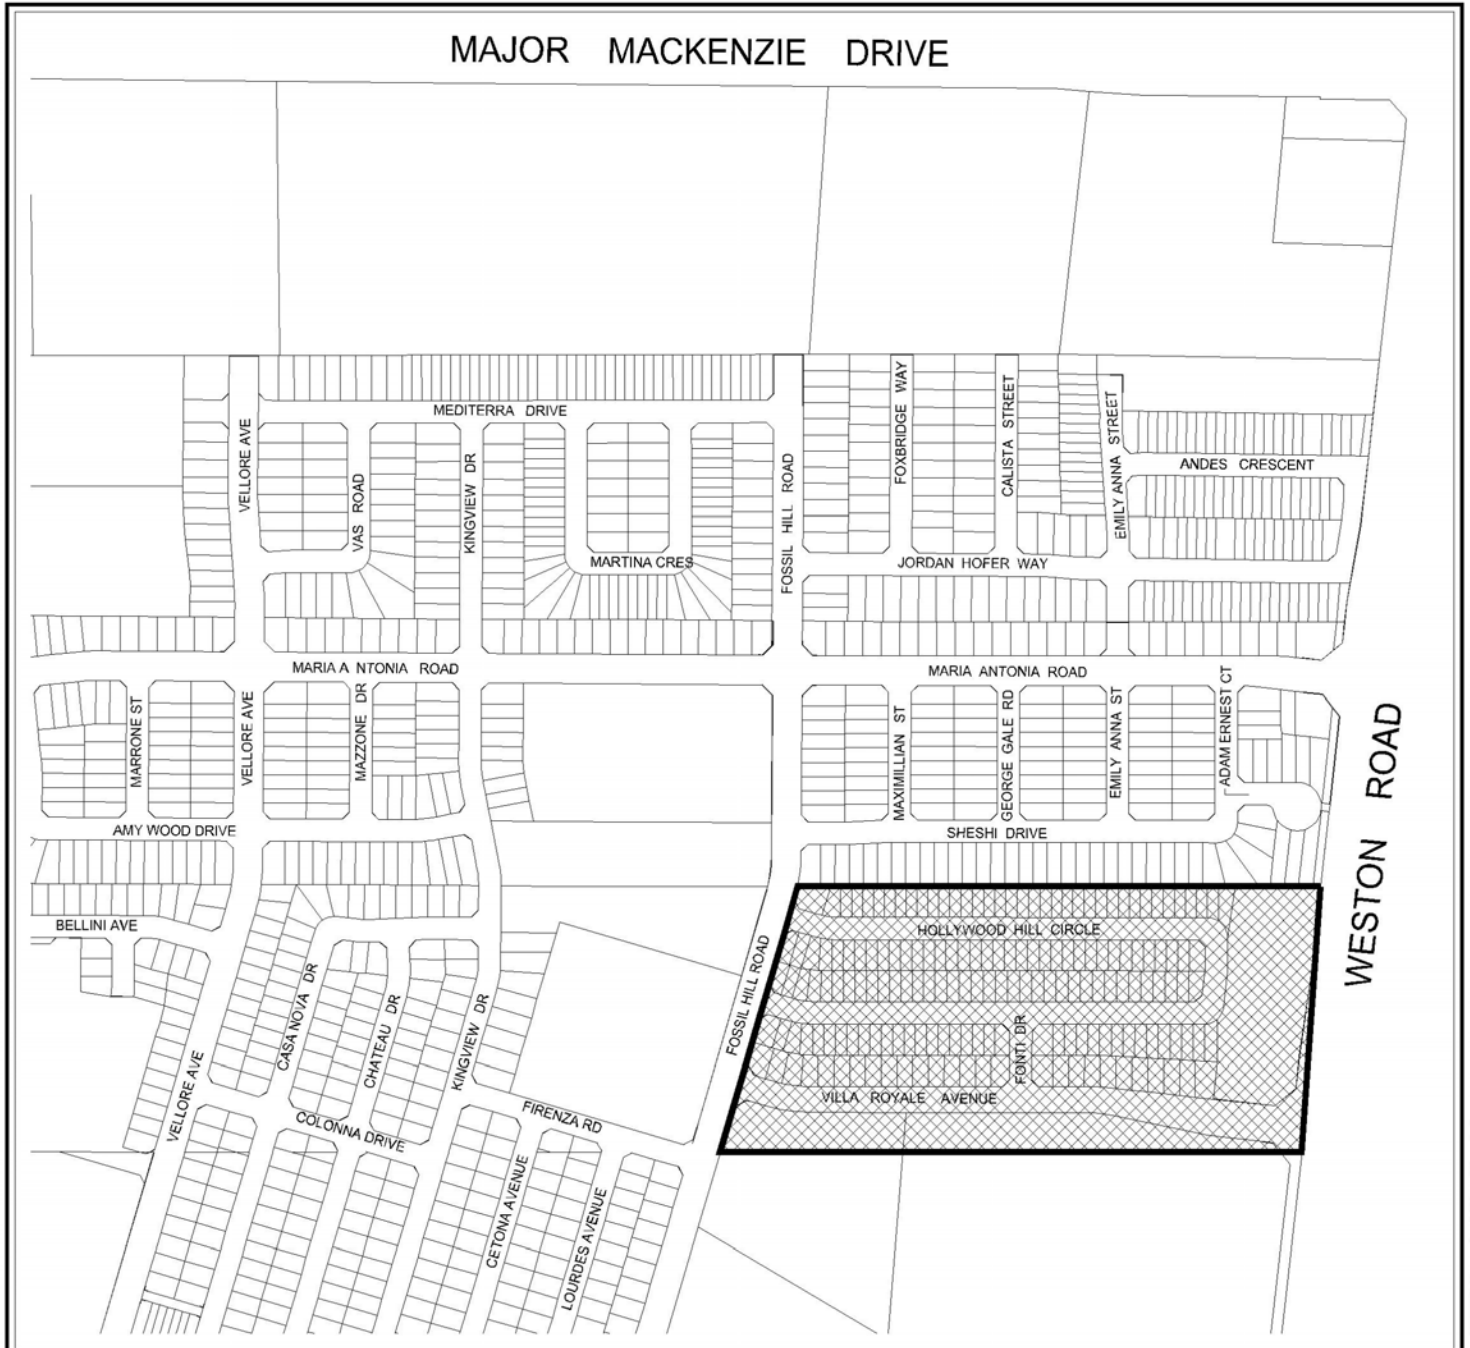 MAJOR MACKENZIE DRIVE
MEDITERRA DRIVE
VELLORE AVE
VAS ROAD
KINGVIEW DR
MARTINA CRES
FOSSIL HILL ROAD
FOXBRIDGE WAY
CALISTA STREET
EMILY ANNA STREET
ANDES CRESCENT
JORDAN HOFER WAY
MARIA A NTONIA ROAD
MARIA ANTONIA ROAD
MARRONE ST
VELLORE AVE
MAZZONE DR
MAXIMILLIAN ST
GEORGE GALE RD
EMILY ANNA ST
ADAM ERNEST CT
WESTON ROAD
AMY WOOD DRIVE
SHESHI DRIVE
BELLINI AVE
HOLLYWOOD HILL CIRCLE
FOSSIL HILL ROAD
CASA NOVA DR
CHATEAU DR
KINGVIEW DR
VELLORE AVE
FONTI DR
VILLA ROYALE AVENUE
COLONNA DRIVE
FIRENZA RD
CETONA AVENUE
LOURDES AVENUE